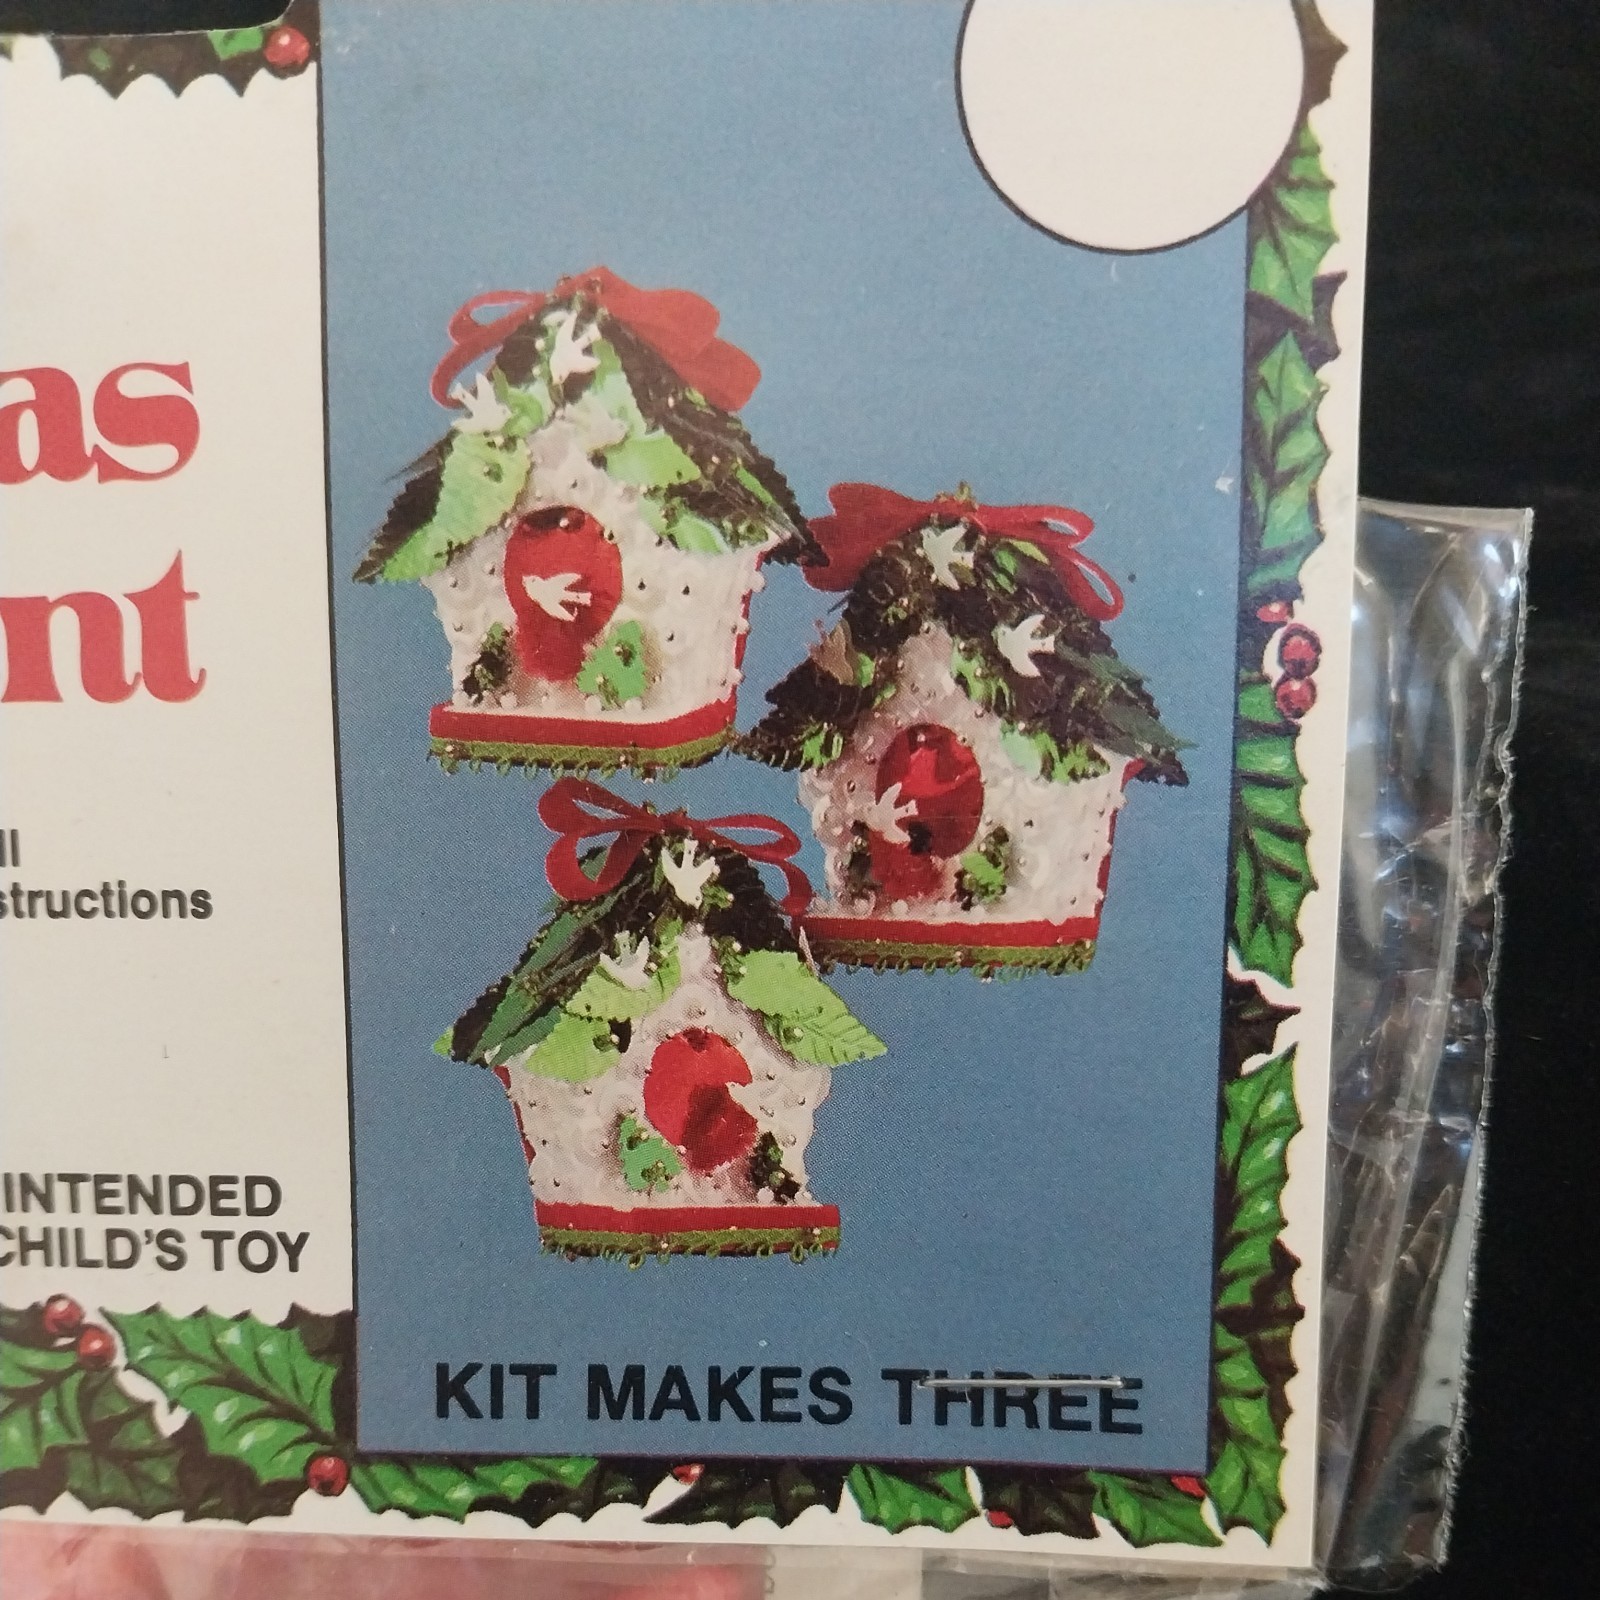 as
nt
ll
structions
INTENDED
CHILD'S TOY
KIT MAKES THREE